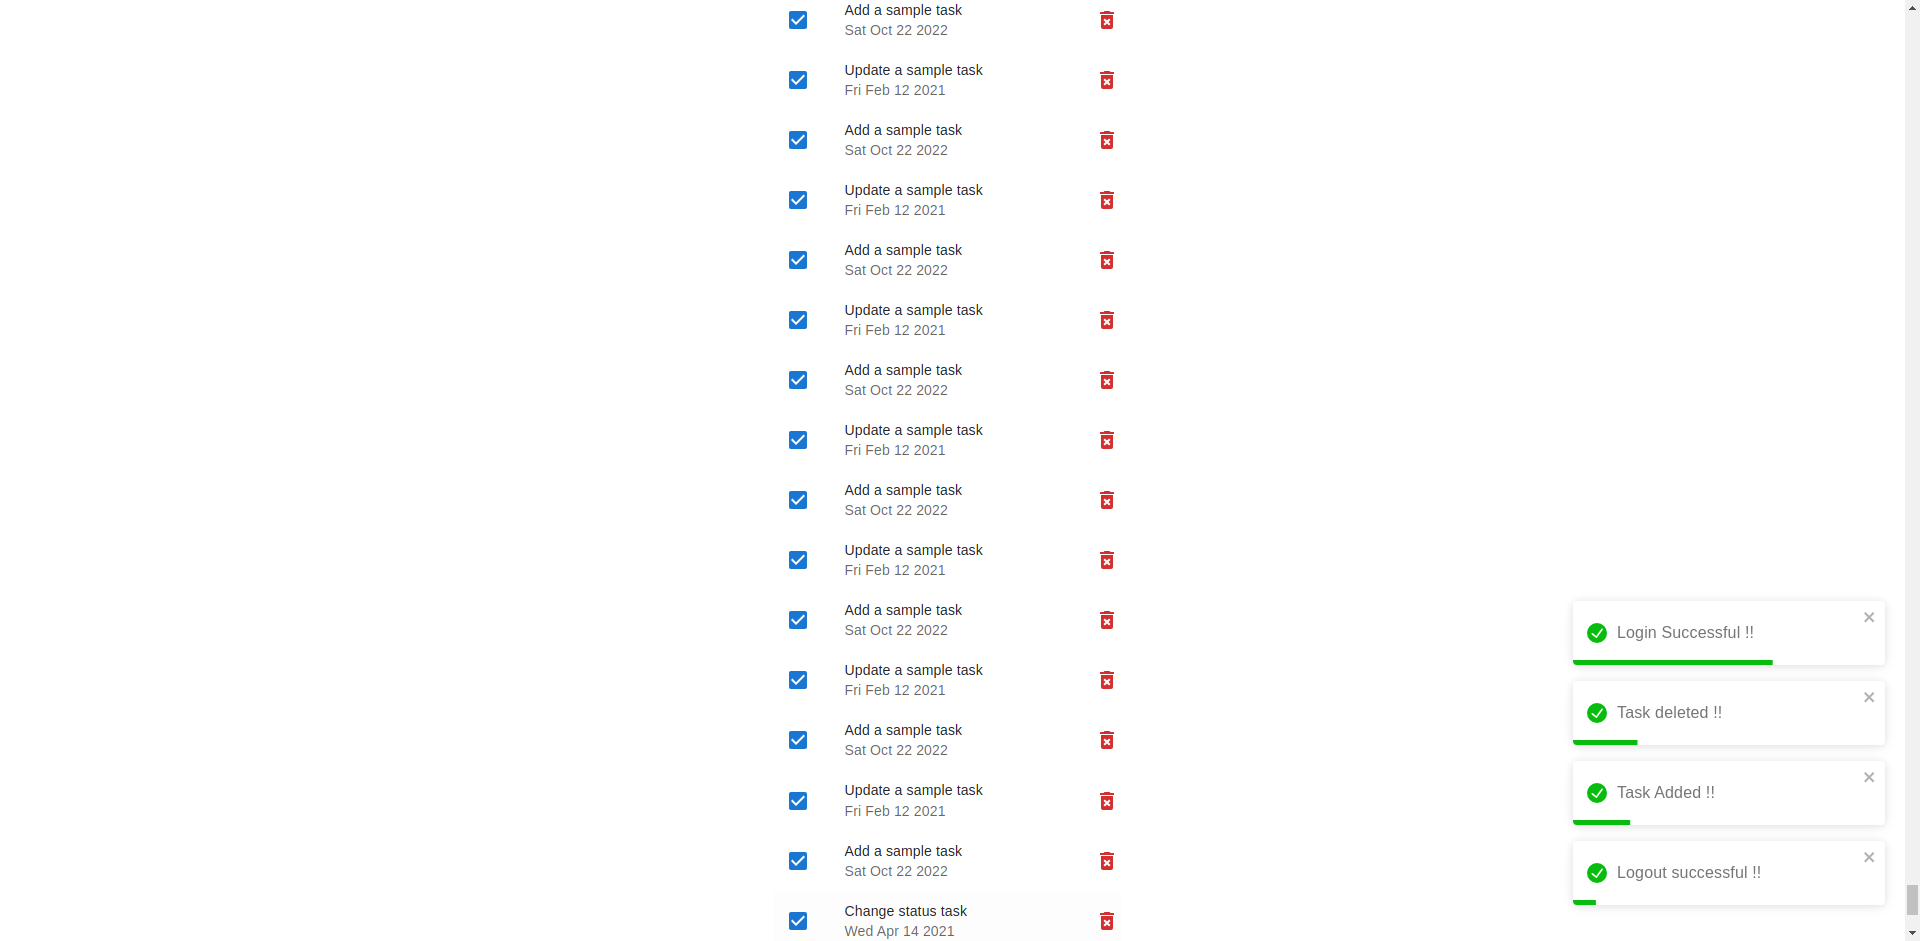 Add a sample task
Sat Oct 22 2022
Update a sample task
Fri Feb 12 2021
Add a sample task
Sat Oct 22 2022
Update a sample task
Fri Feb 12 2021
Add a sample task
Sat Oct 22 2022
Update a sample task
Fri Feb 12 2021
Add a sample task
Sat Oct 22 2022
Update a sample task
Fri Feb 12 2021
Add a sample task
Sat Oct 22 2022
Update a sample task
Fri Feb 12 2021
Add a sample task
Sat Oct 22 2022
Update a sample task
Fri Feb 12 2021
Add a sample task
Sat Oct 22 2022
Update a sample task
Fri Feb 12 2021
Add a sample task
Sat Oct 22 2022
Change status task
Wed Apr 14 2021
Login Successful !!
Task deleted !!
Task Added !!
Logout successful !!